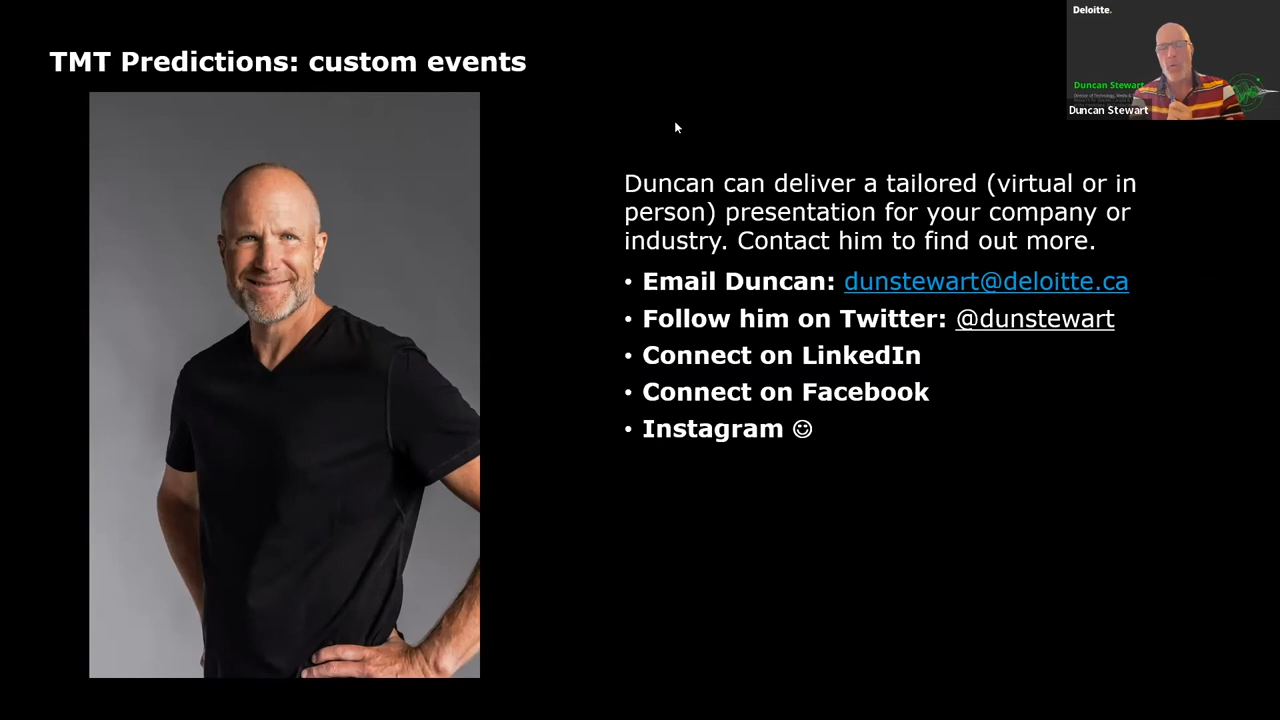 Deloitte.
TMT Predictions: custom events
Duncan Stewart
Duncan Stewart
Duncan can deliver a tailored (virtual or in
person) presentation for your company or
industry. Contact him to find out more.
• Email Duncan: dunstewart@deloitte.ca
• Follow him on Twitter: @dunstewart
• Connect on LinkedIn
• Connect on Facebook
• Instagram ☺